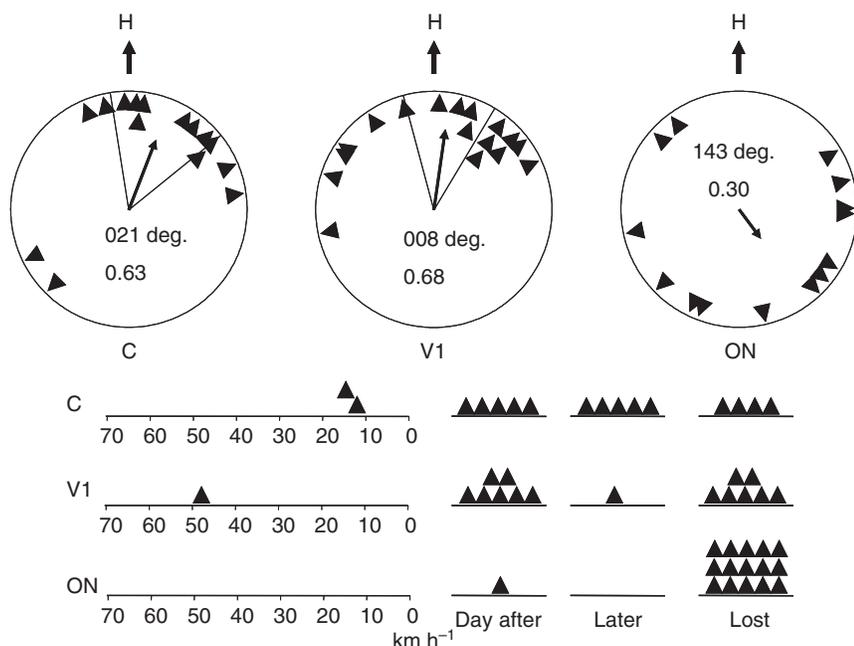 H H H
021 deg.
0.63
008 deg.
0.68
143 deg.
0.30
C V1 ON
C
70 60 50 40 30 20 10 0
V1
70 60 50 40 30 20 10 0
ON
70 60 50 40 30 20 10 0
km h⁻¹
Day after Later Lost